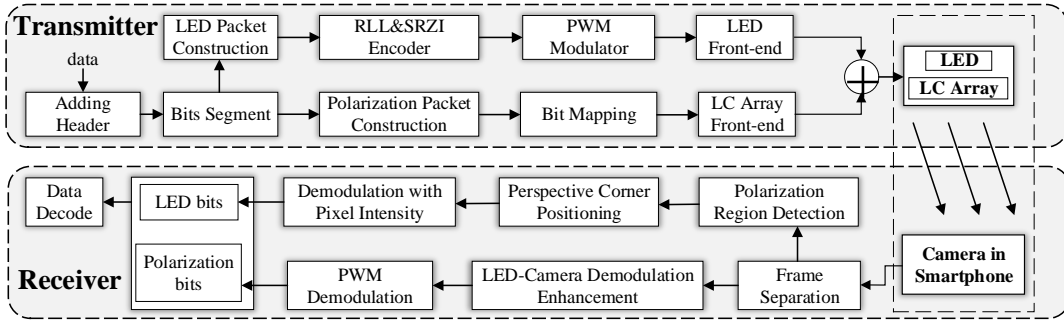 Transmitter
data
Adding
Header
Bits Segment
LED Packet
Construction
RLL&SRZI
Encoder
PWM
Modulator
LED
Front-end
Polarization Packet
Construction
Bit Mapping
LC Array
Front-end
LED
LC Array
Receiver
Data
Decode
LED bits
Polarization
bits
Demodulation with
Pixel Intensity
Perspective Corner
Positioning
Polarization
Region Detection
PWM
Demodulation
LED-Camera Demodulation
Enhancement
Frame
Separation
Camera in
Smartphone